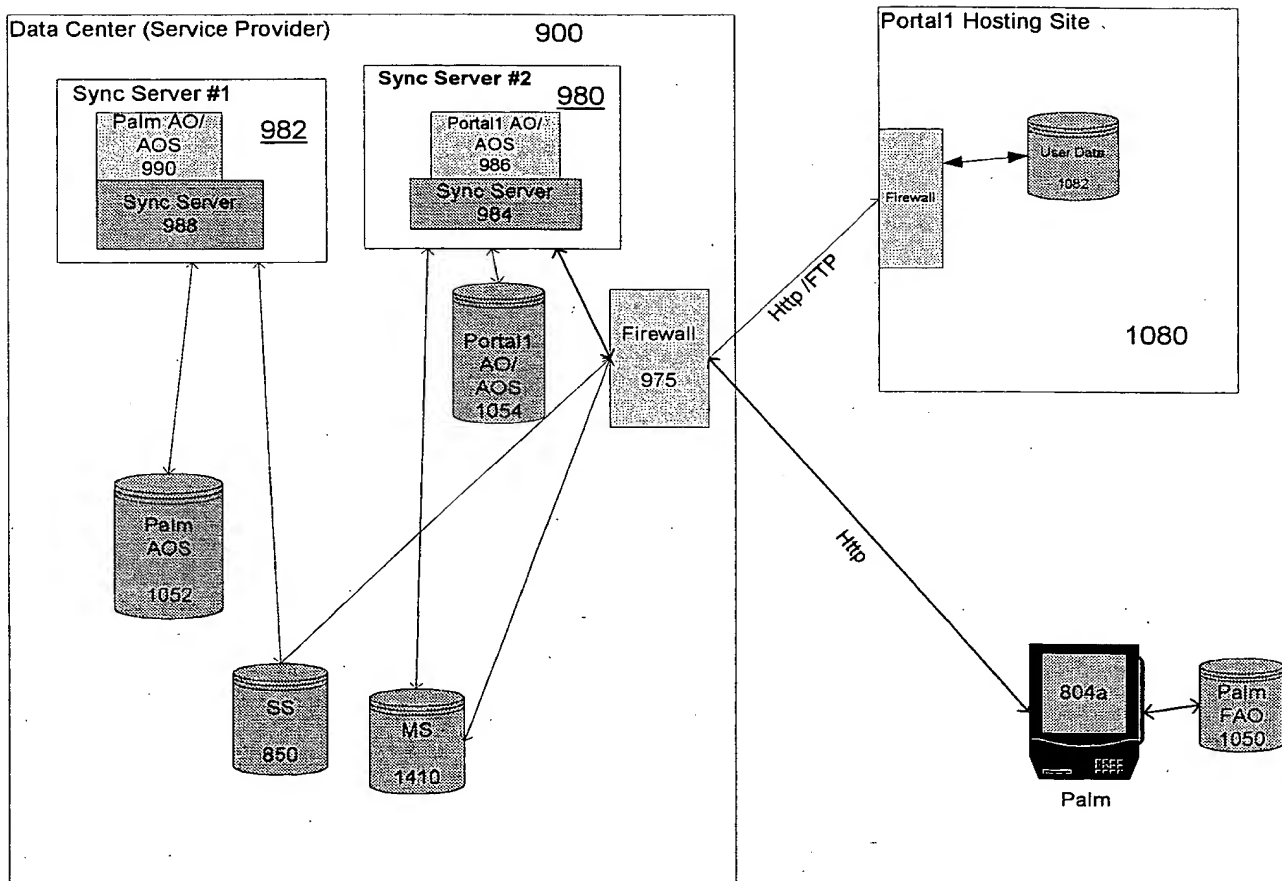 Data Center (Service Provider)
900
Sync Server #1
982
Palm AO/
AOS
990
Sync Server
988
Sync Server #2
980
Portal1 AO/
AOS
986
Sync Server
984
Portal1
AO/
AOS
1054
Firewall
975
Palm
AOS
1052
SS
850
MS
1410
Http /FTP
Http
Portal1 Hosting Site
Firewall
User Data
1082
1080
804a
Palm
Palm
FAO
1050